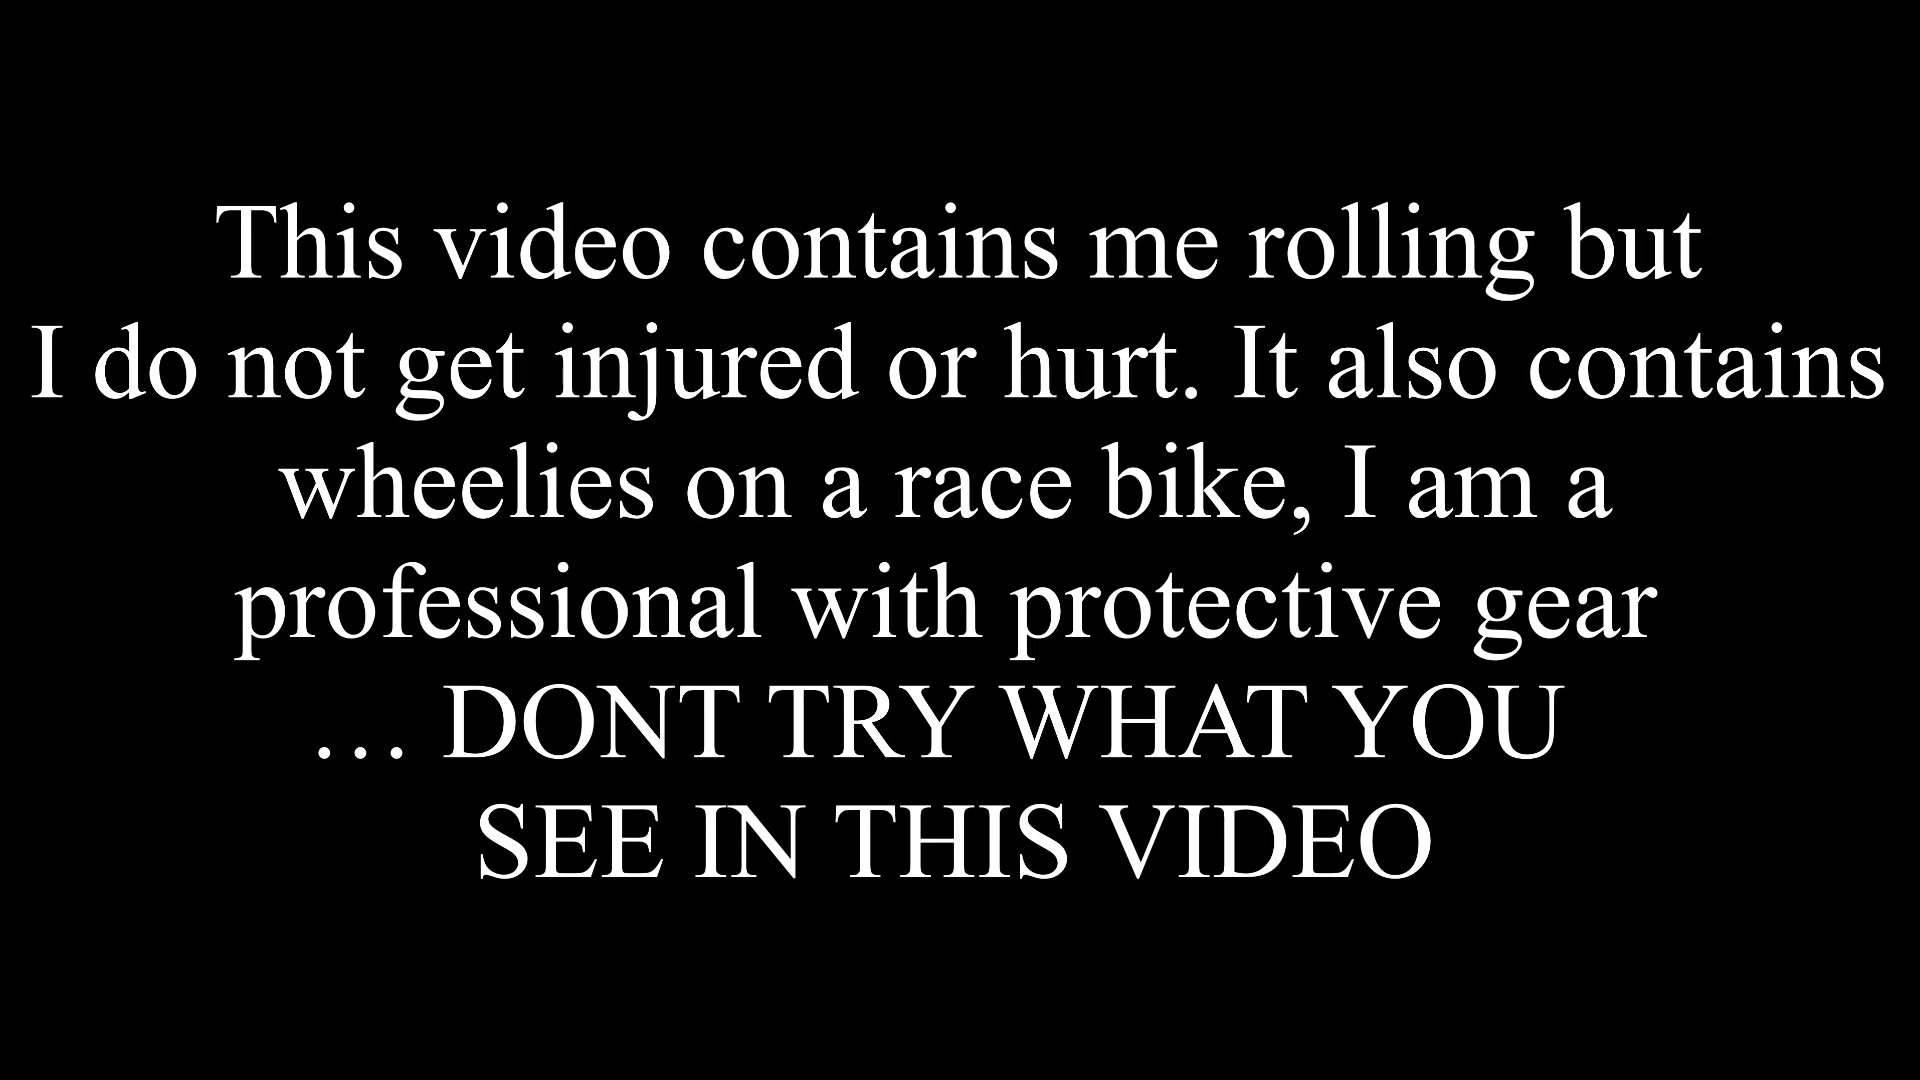 This video contains me rolling but
I do not get injured or hurt. It also contains
wheelies on a race bike, I am a
professional with protective gear
… DONT TRY WHAT YOU
SEE IN THIS VIDEO